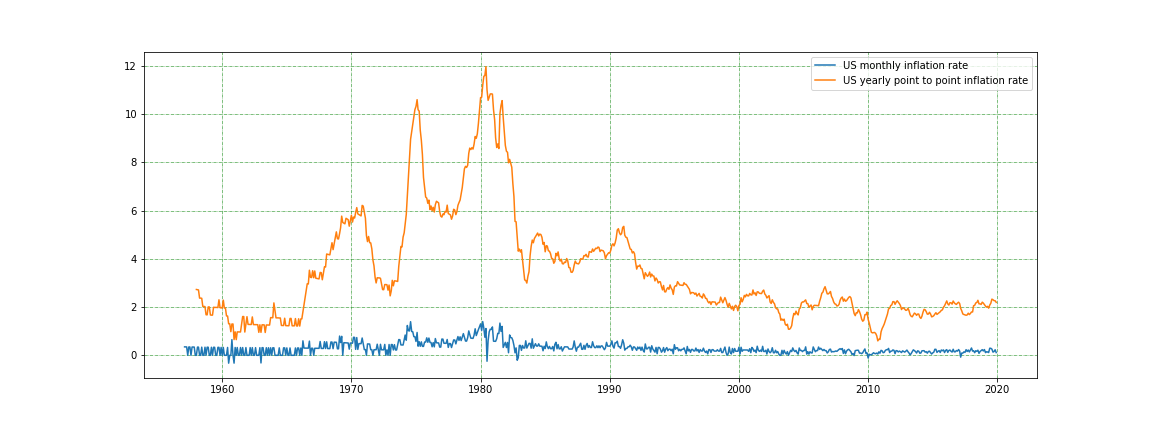 US monthly inflation rate
US yearly point to point inflation rate
12
10
8
6
4
2
0
1960 1970 1980 1990 2000 2010 2020